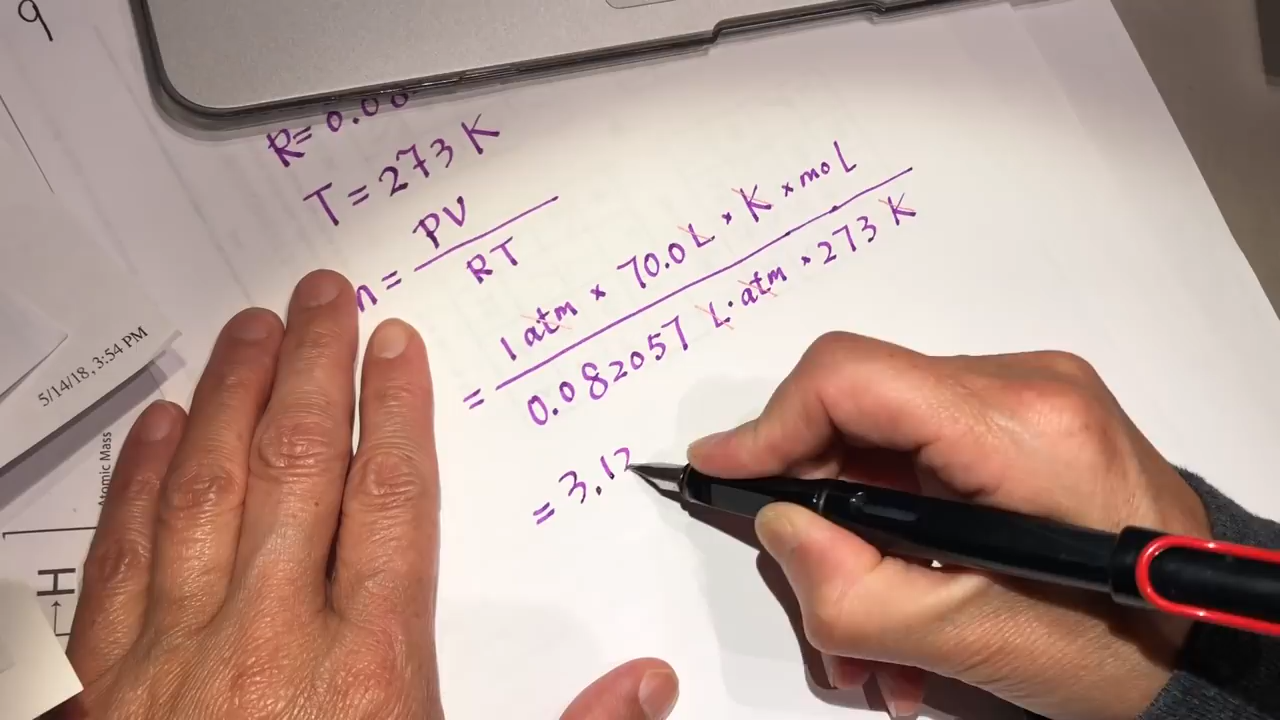 9
R=0.08
T=273 K
n= PV
RT
= 1 atm × 70.0 L × K × mol
0.082057 L·atm × 273 K
= 3.12
5/14/18, 3:54 PM
Atomic Mass
H